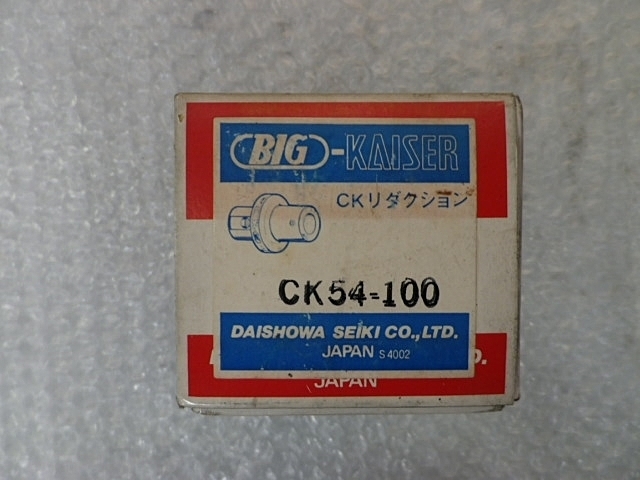 BIG-KAISER
CKリダクション
CK54-100
DAISHOWA SEIKI CO.,LTD.
JAPAN S4002
D.
JAPAN